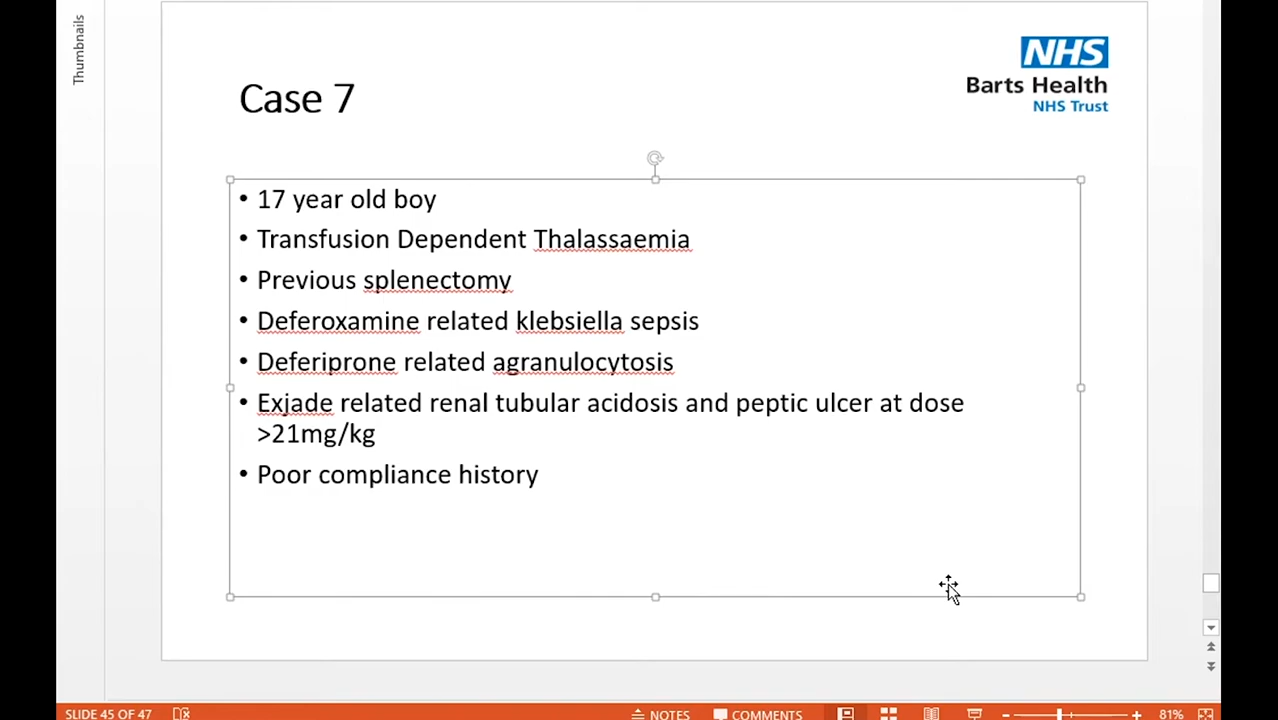 Thumbnails
NHS
Barts Health
NHS Trust
Case 7
• 17 year old boy
• Transfusion Dependent Thalassaemia
• Previous splenectomy
• Deferoxamine related klebsiella sepsis
• Deferiprone related agranulocytosis
• Exjade related renal tubular acidosis and peptic ulcer at dose
>21mg/kg
• Poor compliance history
SLIDE 45 OF 47 NOTES COMMENTS 81%